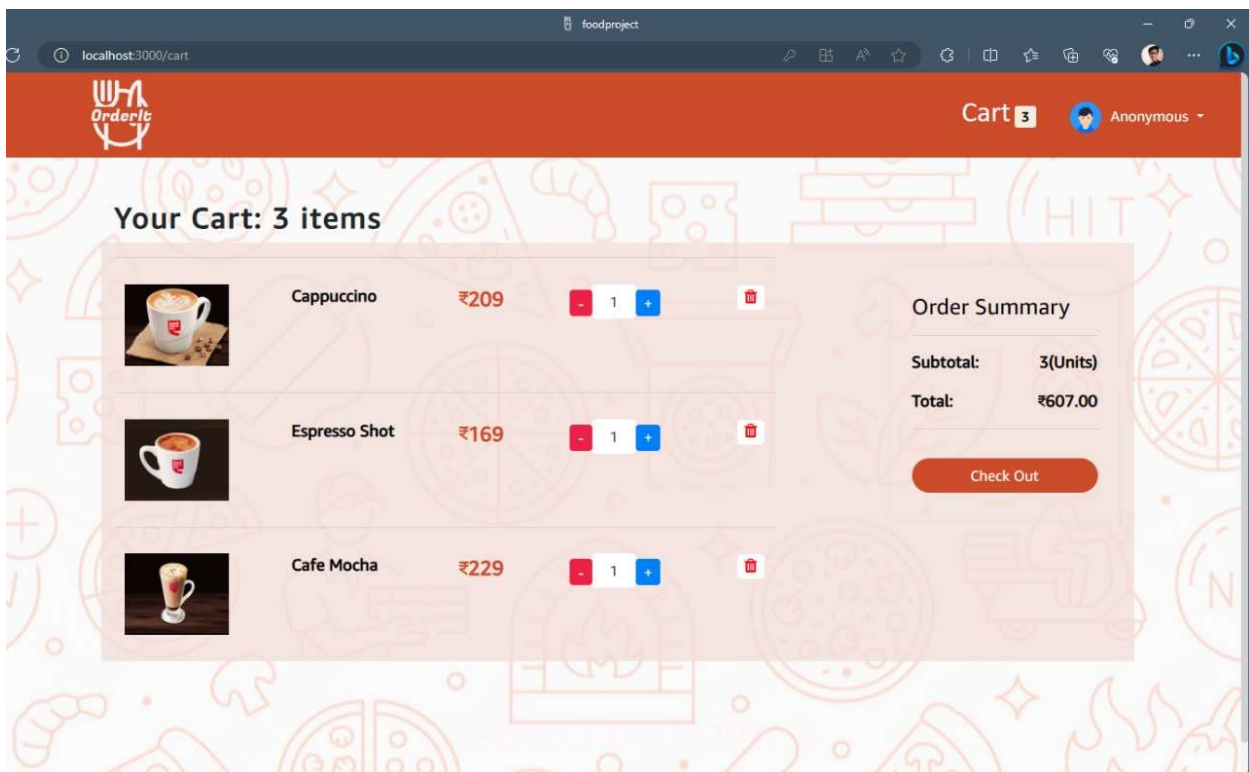 foodproject
localhost:3000/cart
OrderIt
Cart 3
Anonymous
Your Cart: 3 items
Cappuccino ₹209 - 1 +
Espresso Shot ₹169 - 1 +
Cafe Mocha ₹229 - 1 +
Order Summary
Subtotal: 3(Units)
Total: ₹607.00
Check Out
HIT
N